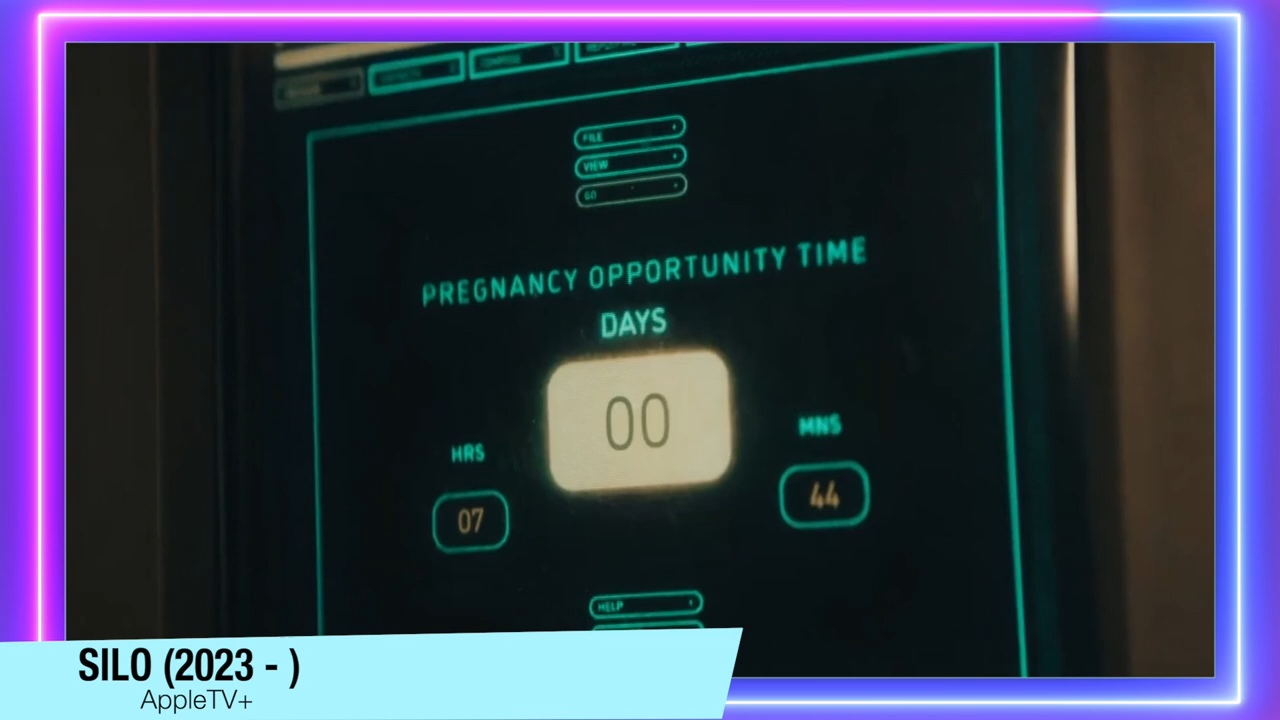 FILE
VIEW
GO
PREGNANCY OPPORTUNITY TIME
DAYS
00
HRS
MNS
07
44
HELP
SILO (2023 - )
AppleTV+